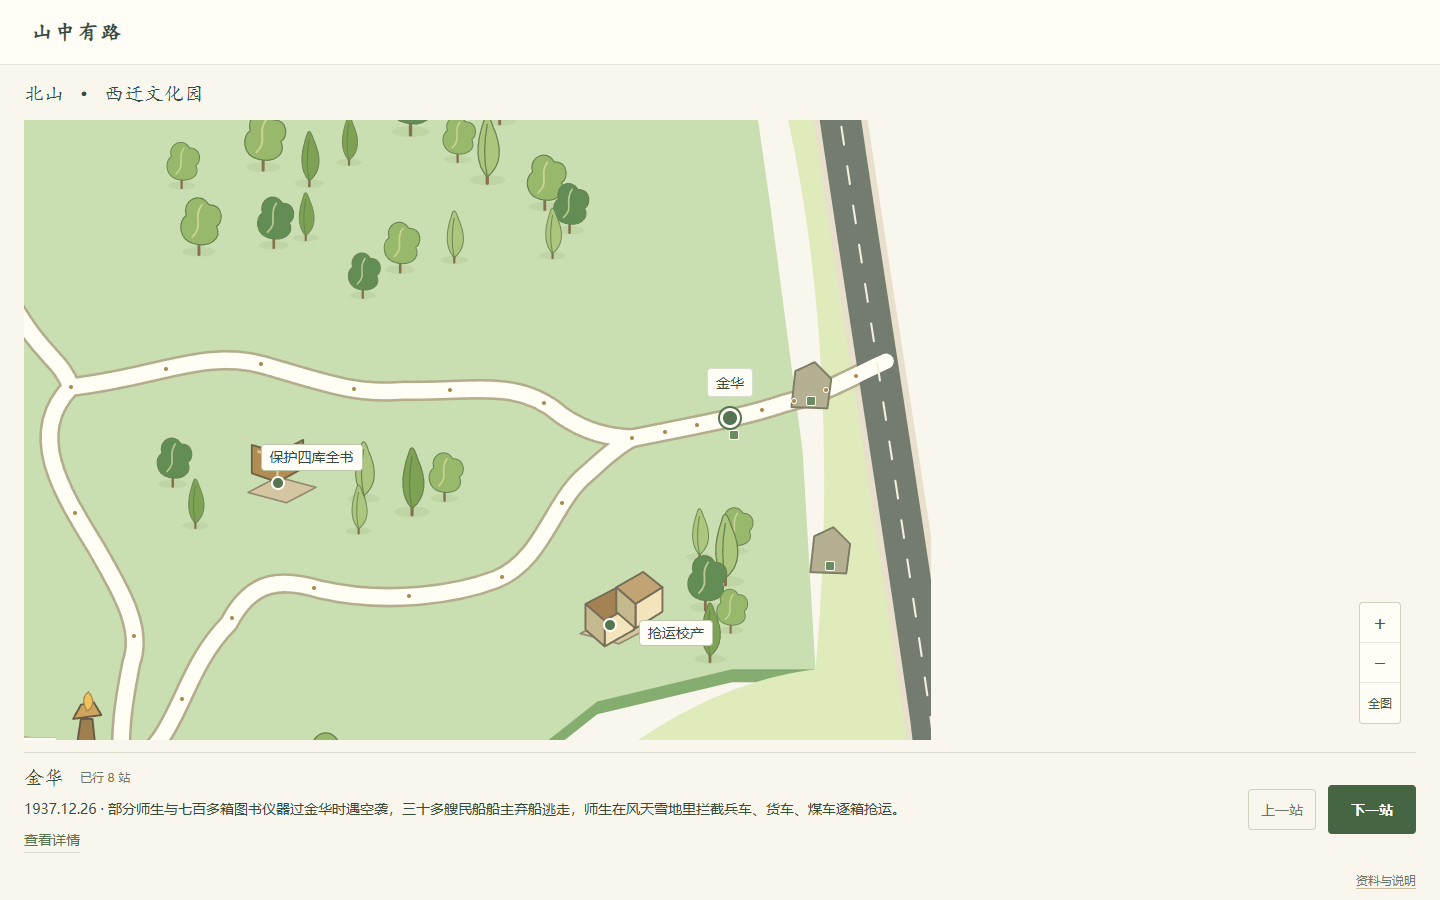 山中有路
北山 • 西迁文化园
金华
保护四库全书
抢运校产
+
−
全图
金华 已行 8 站
1937.12.26 · 部分师生与七百多箱图书仪器过金华时遇空袭，三十多艘民船船主弃船逃走，师生在风天雪地里拦截兵车、货车、煤车逐箱抢运。
查看详情
上一站
下一站
资料与说明